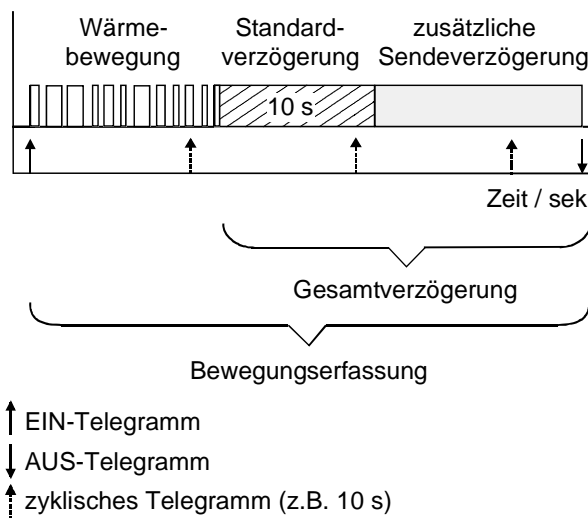 Wärme-
bewegung
Standard-
verzögerung
zusätzliche
Sendeverzögerung
10 s
Zeit / sek
Gesamtverzögerung
Bewegungserfassung
EIN-Telegramm
AUS-Telegramm
zyklisches Telegramm (z.B. 10 s)